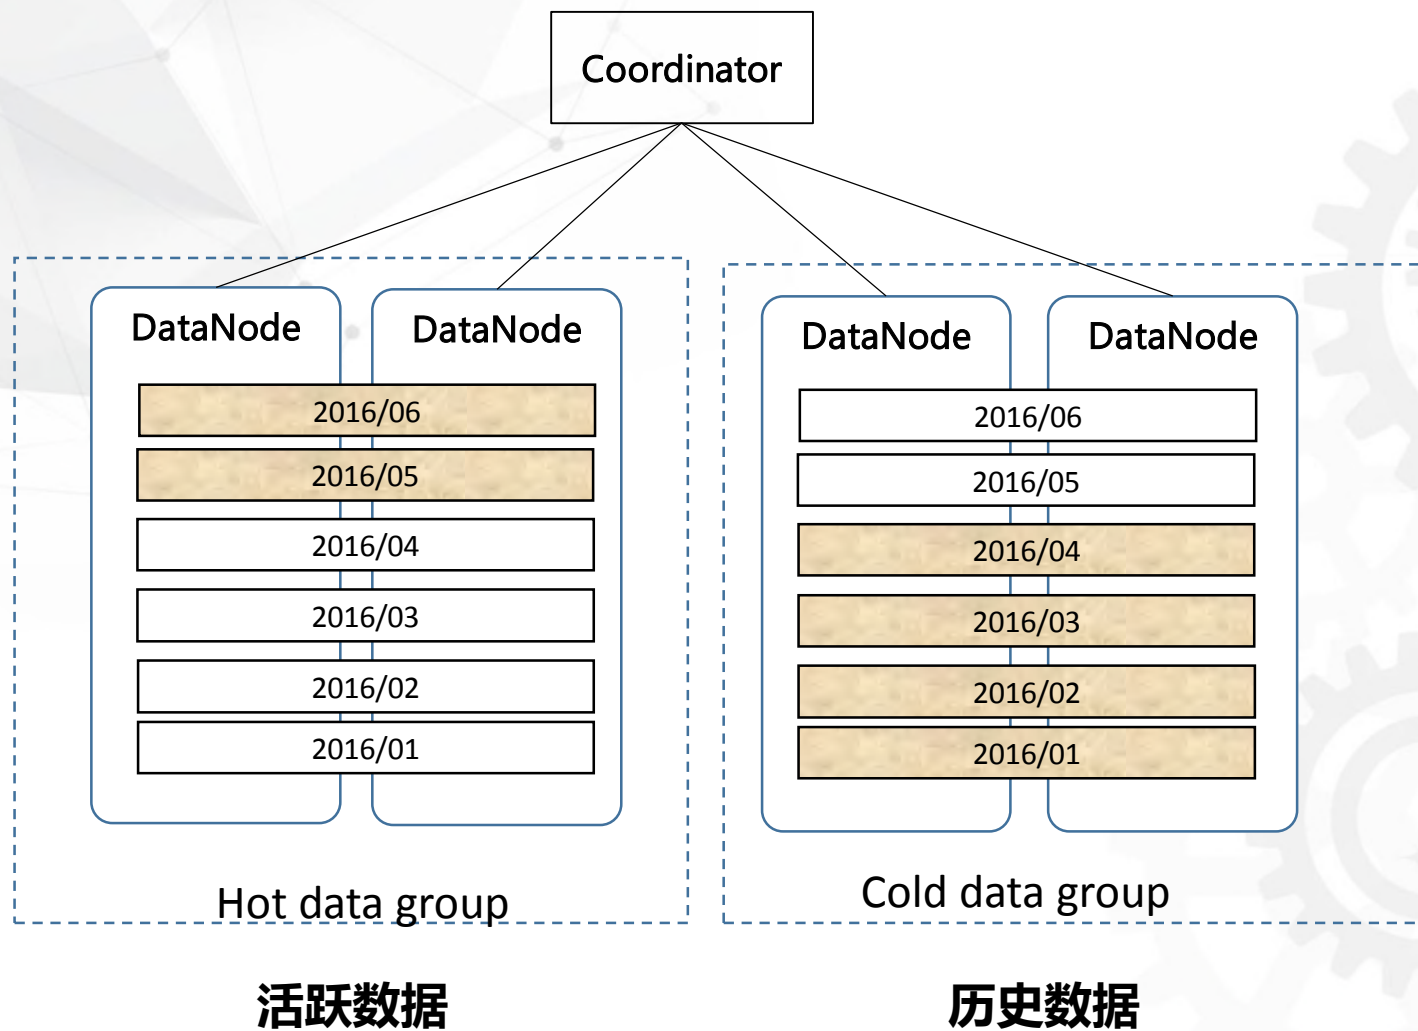 Coordinator
DataNode
DataNode
2016/06
2016/05
2016/04
2016/03
2016/02
2016/01
Hot data group
活跃数据
DataNode
DataNode
2016/06
2016/05
2016/04
2016/03
2016/02
2016/01
Cold data group
历史数据